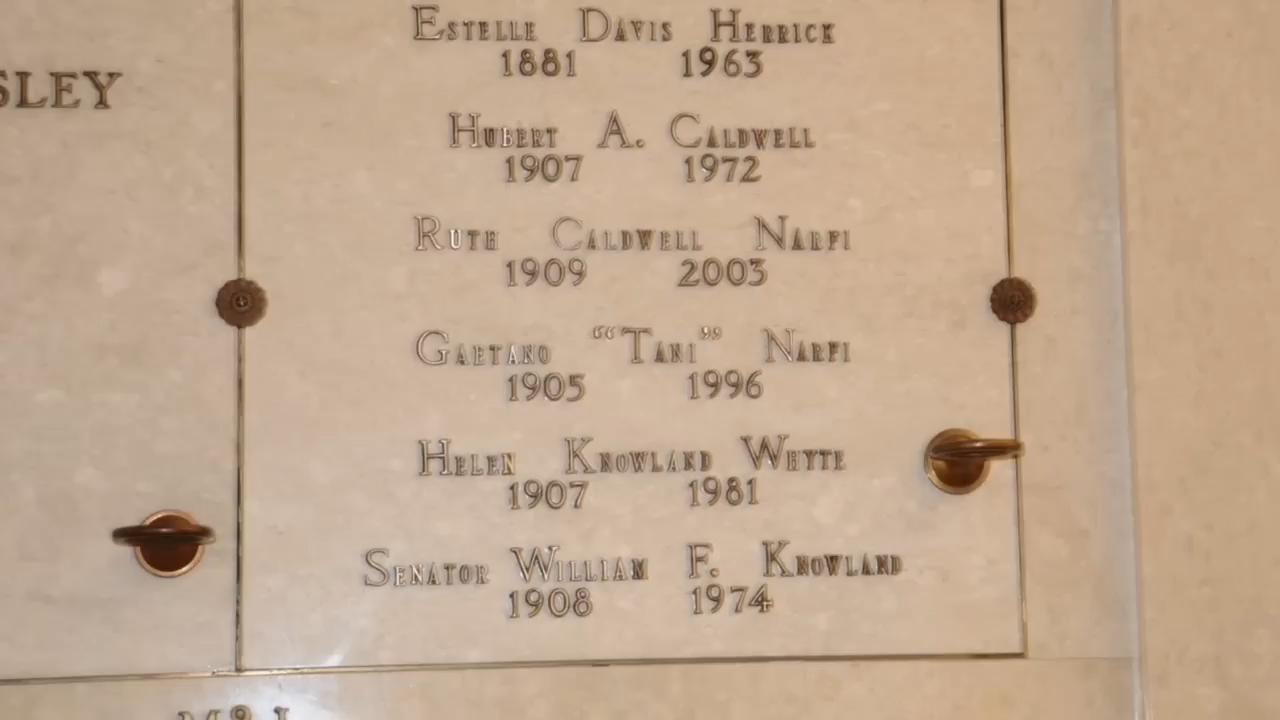 SLEY
Estelle Davis Herrick
1881 1963
Hubert A. Caldwell
1907 1972
Ruth Caldwell Narfi
1909 2003
Gaetano “Tani” Narfi
1905 1996
Helen Knowland Whyte
1907 1981
Senator William F. Knowland
1908 1974